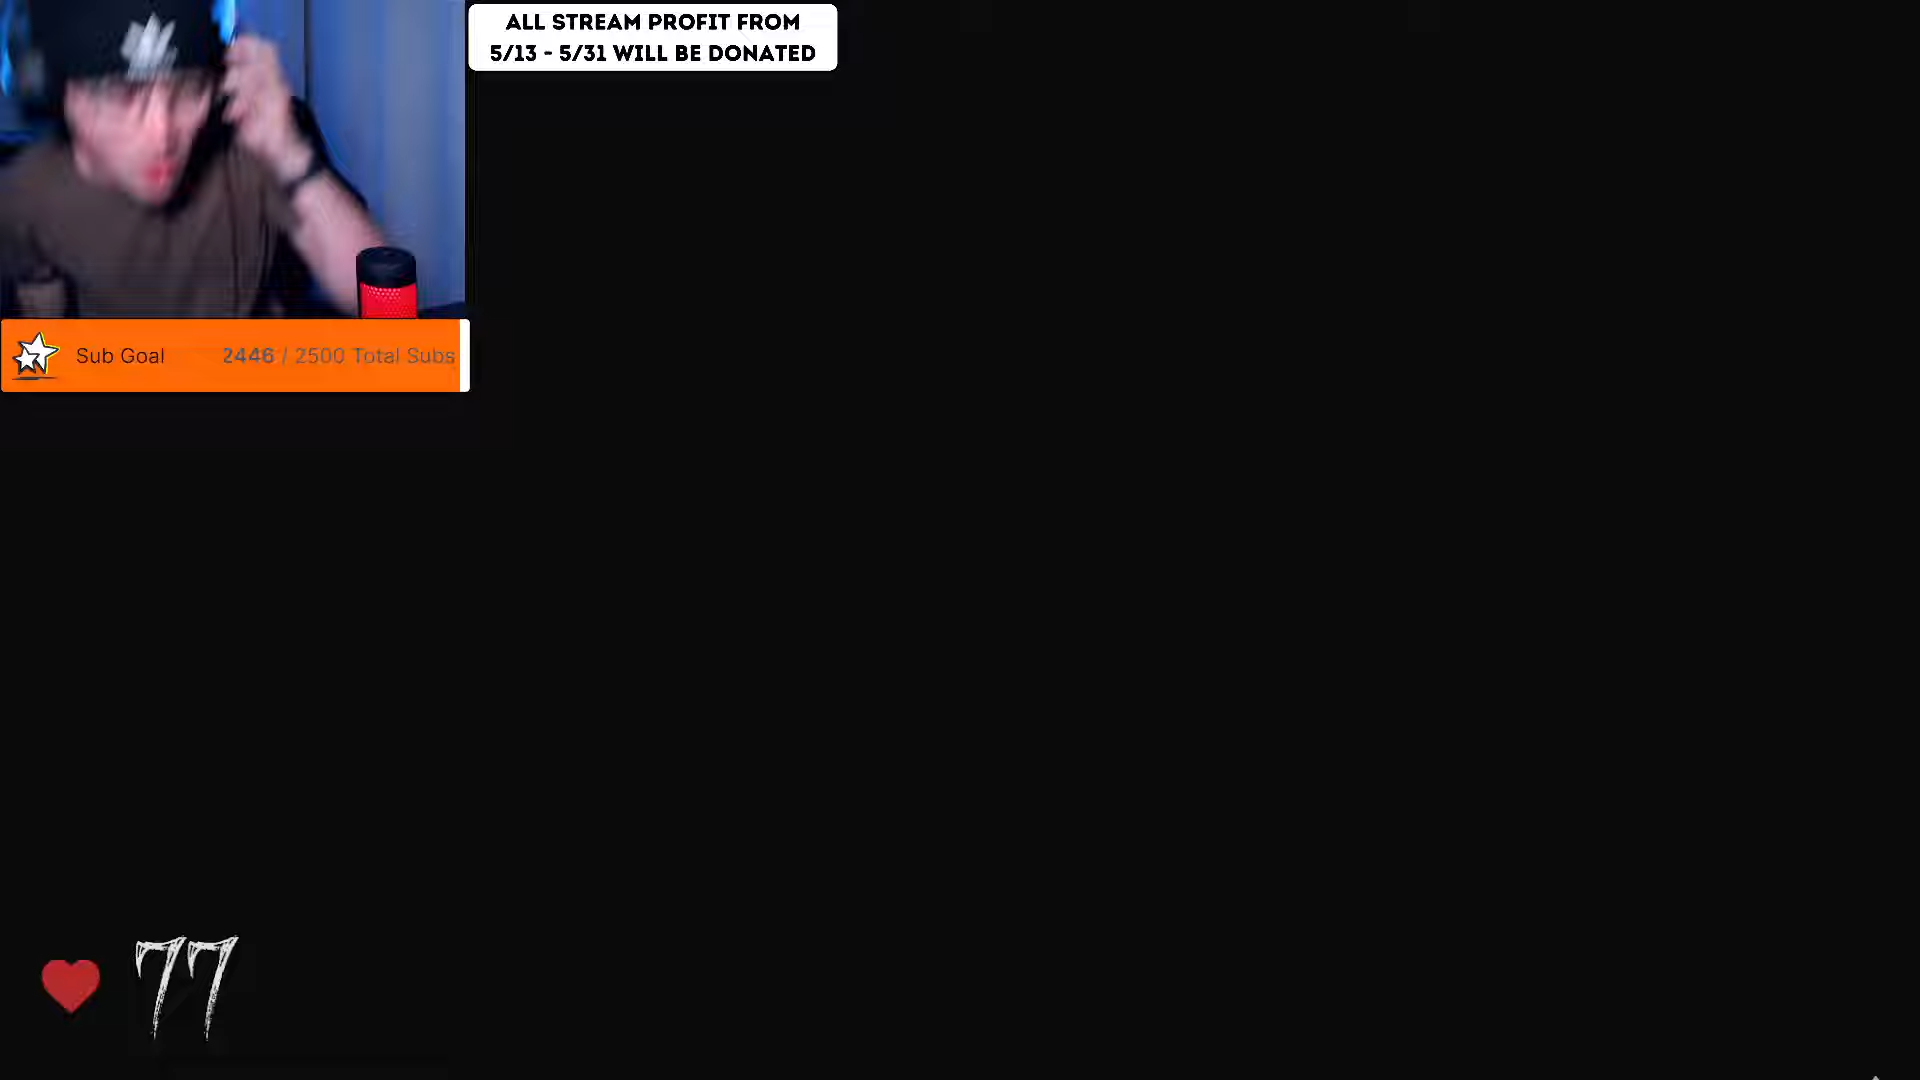 ALL STREAM PROFIT FROM
5/13 - 5/31 WILL BE DONATED
Sub Goal 2446 / 2500 Total Subs
77